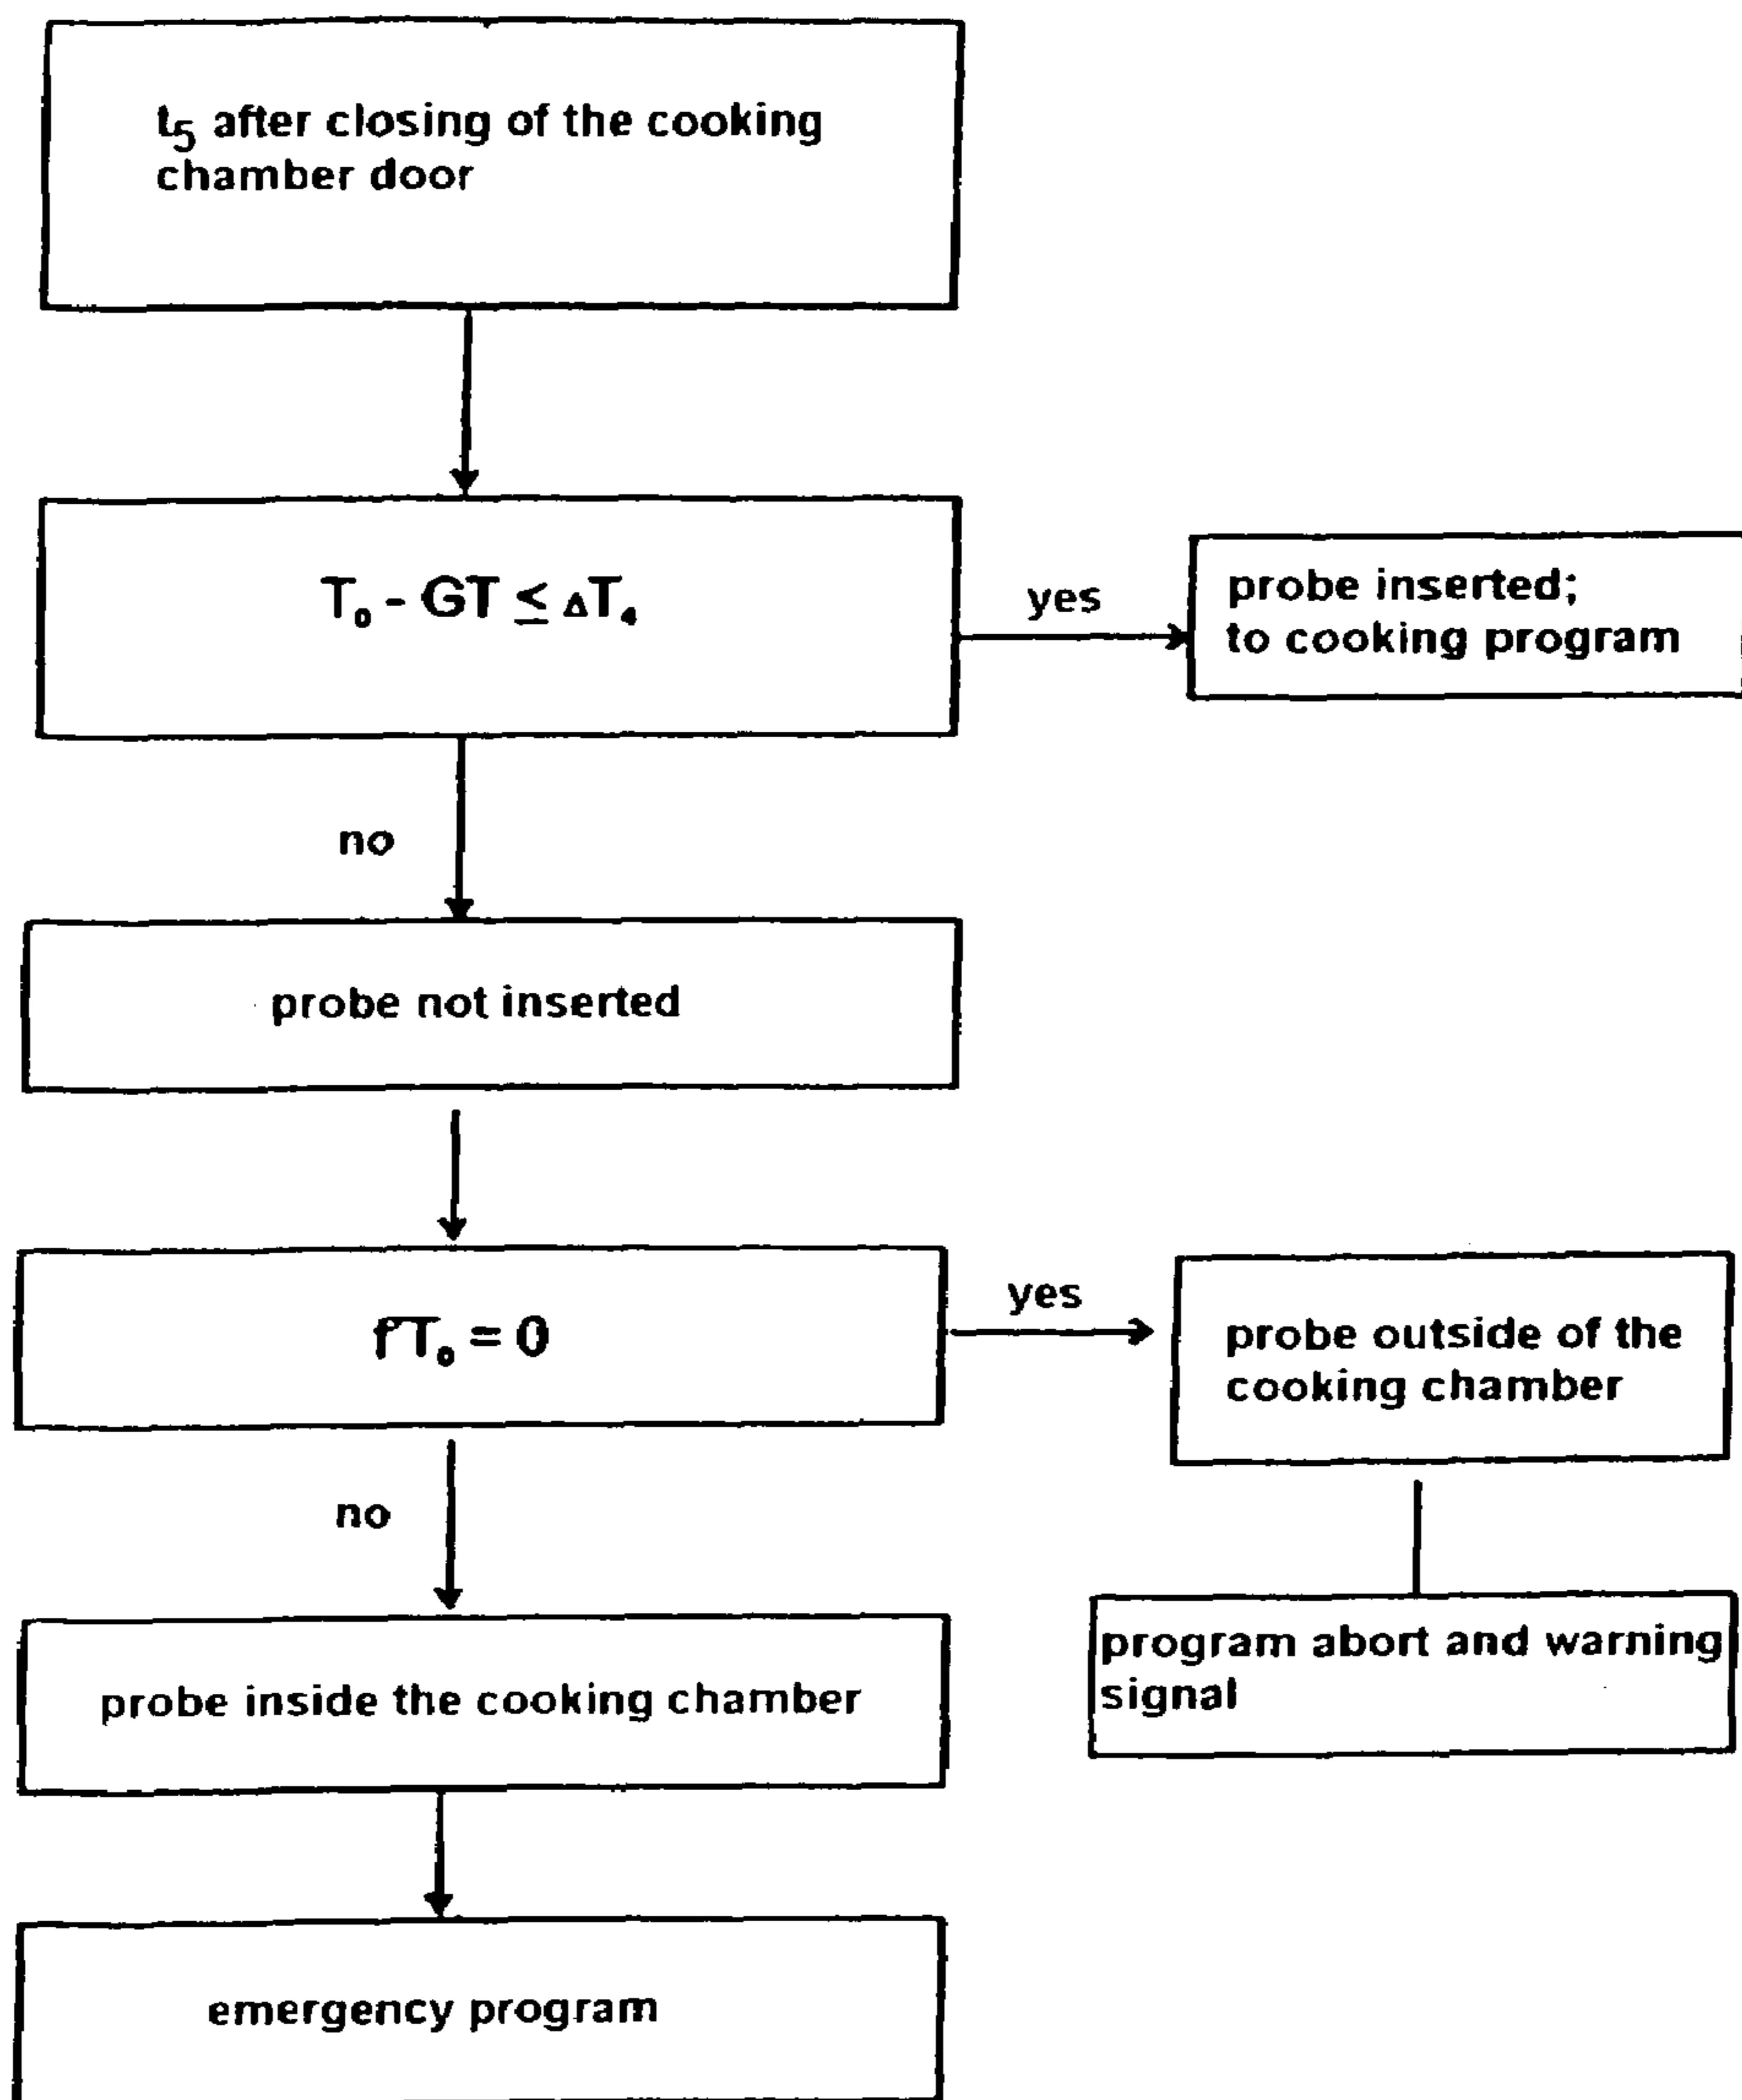 t₅ after closing of the cooking
chamber door
T₀ - GT ≤ ΔT₄
yes
probe inserted;
to cooking program
no
probe not inserted
f'T₀ = 0
yes
probe outside of the
cooking chamber
no
program abort and warning
signal
probe inside the cooking chamber
emergency program